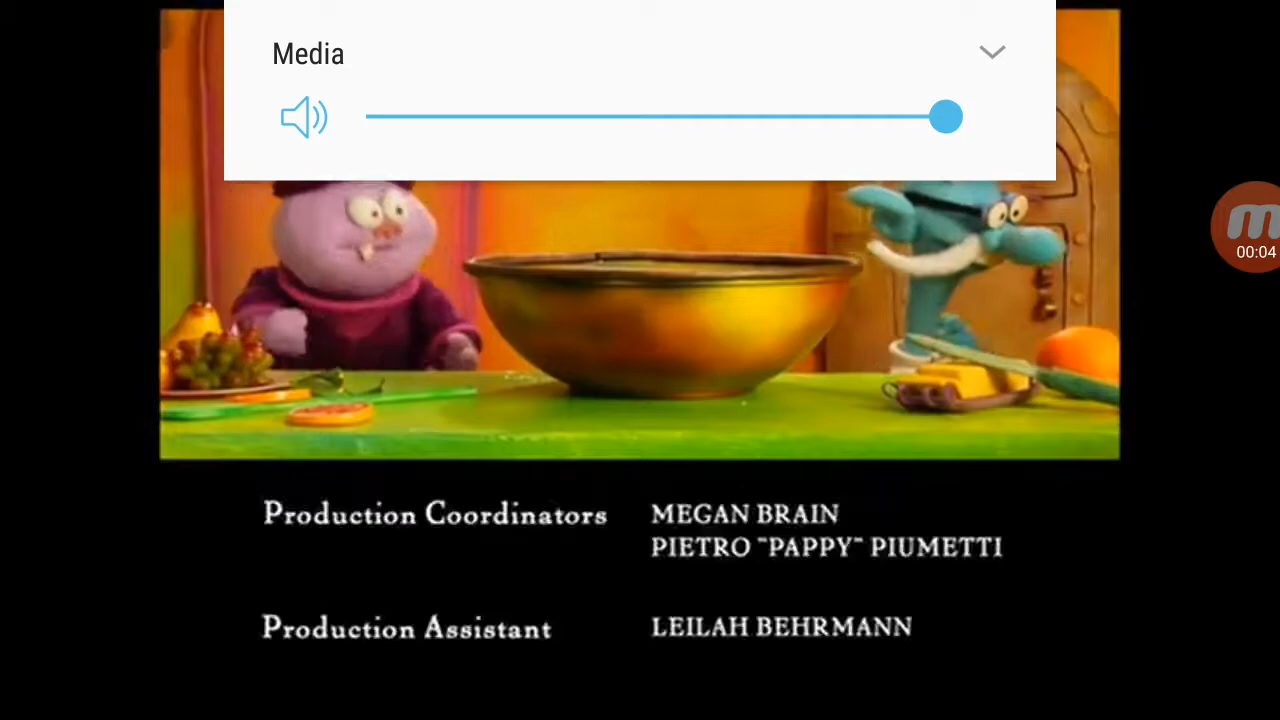 Media
00:04
Production Coordinators MEGAN BRAIN
PIETRO "PAPPY" PIUMETTI
Production Assistant LEILAH BEHRMANN